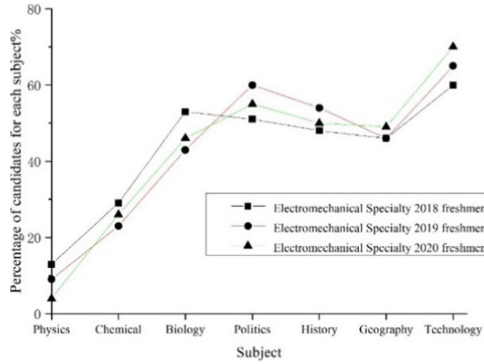 80
60
40
20
0
Percentage of candidates for each subject%
Electromechanical Specialty 2018 freshmen
Electromechanical Specialty 2019 freshmen
Electromechanical Specialty 2020 freshmen
Physics Chemical Biology Politics History Geography Technology
Subject